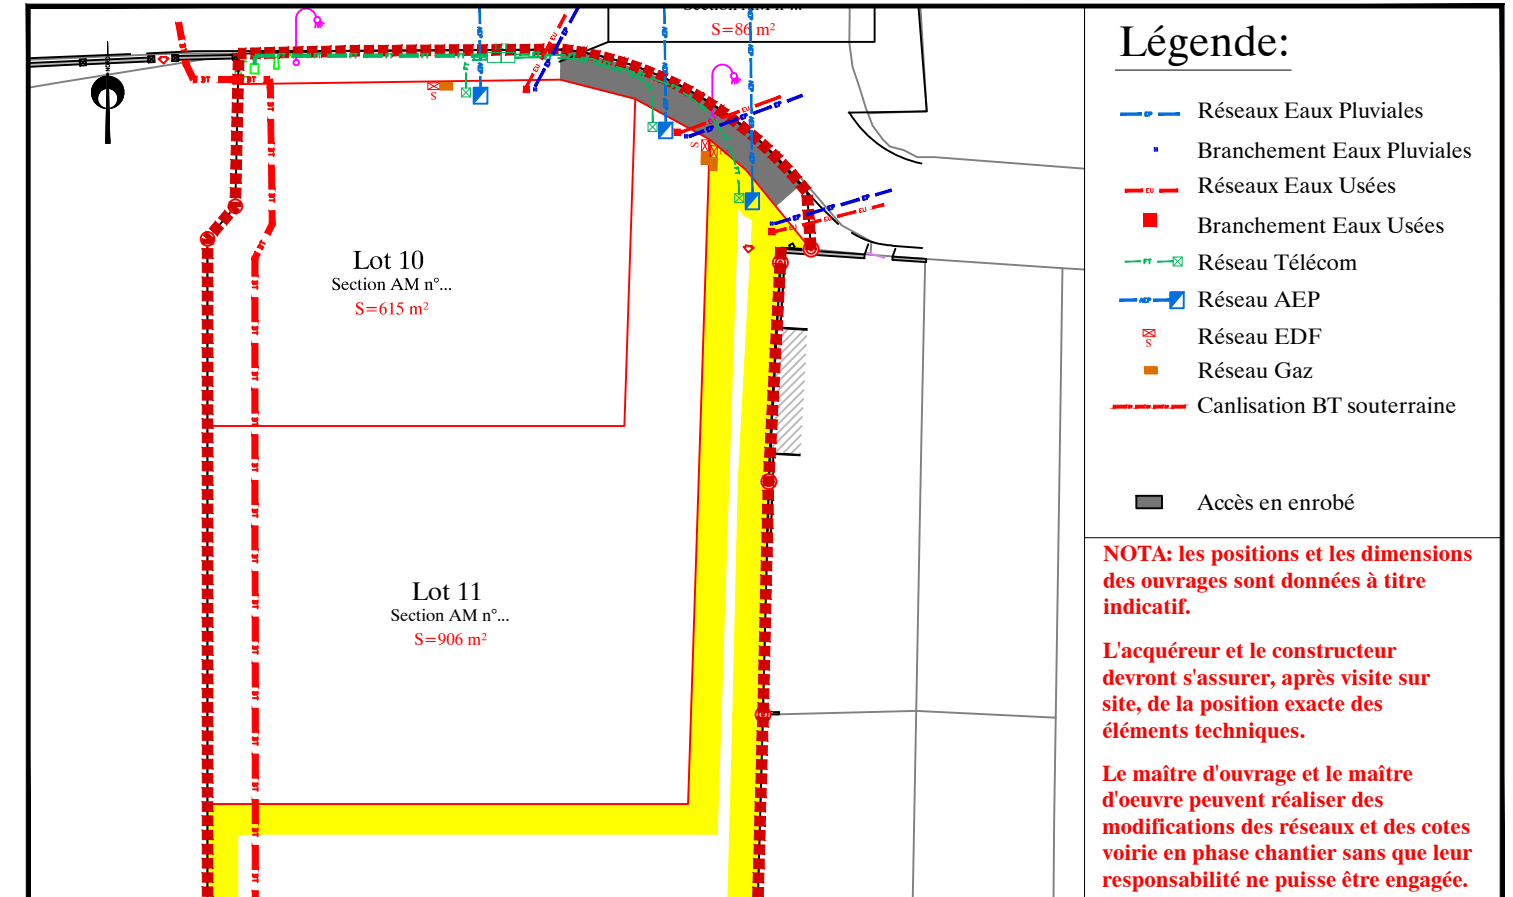 S=86 m²
Lot 10
Section AM n°...
S=615 m²
Lot 11
Section AM n°...
S=906 m²
Légende:
Réseaux Eaux Pluviales
Branchement Eaux Pluviales
Réseaux Eaux Usées
Branchement Eaux Usées
Réseau Télécom
Réseau AEP
Réseau EDF
Réseau Gaz
Canlisation BT souterraine
Accès en enrobé
NOTA: les positions et les dimensions
des ouvrages sont données à titre
indicatif.
L'acquéreur et le constructeur
devront s'assurer, après visite sur
site, de la position exacte des
éléments techniques.
Le maître d'ouvrage et le maître
d'oeuvre peuvent réaliser des
modifications des réseaux et des cotes
voirie en phase chantier sans que leur
responsabilité ne puisse être engagée.